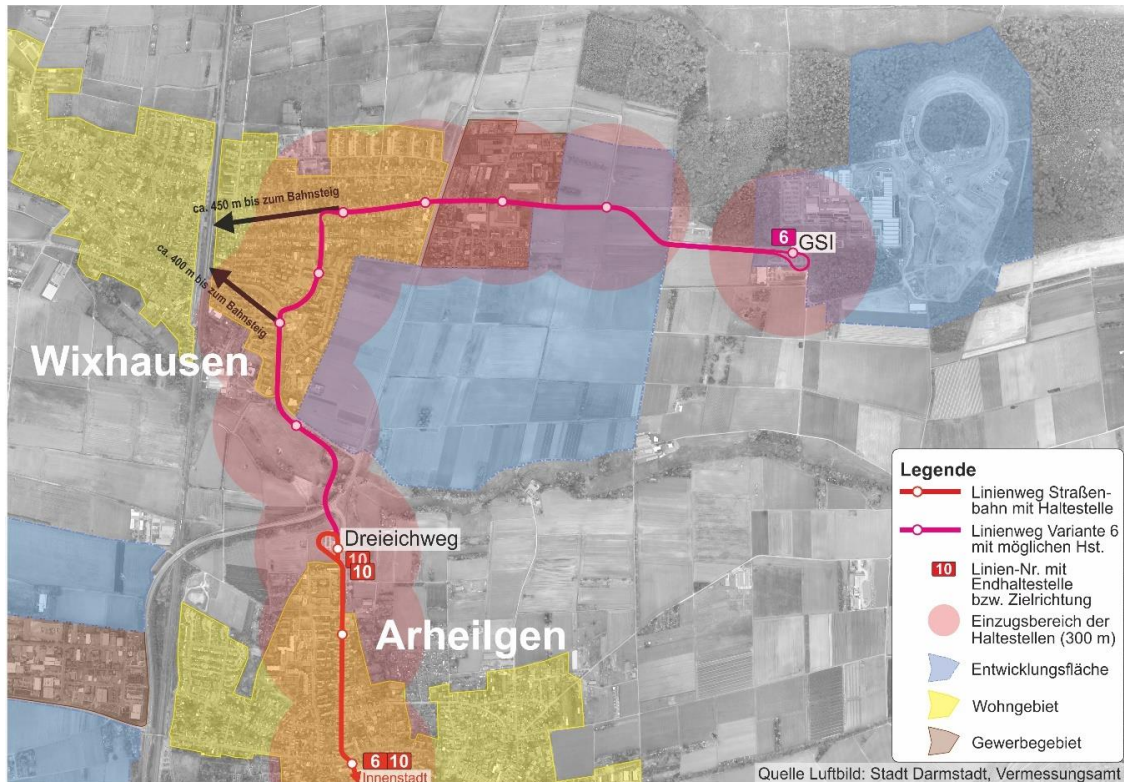 ca. 450 m bis zum Bahnsteig
ca. 400 m bis zum Bahnsteig
6
GSI
Wixhausen
Dreieichweg
10
10
Arheilgen
6 10
Innenstadt
Legende
Linienweg Straßen-
bahn mit Haltestelle
Linienweg Variante 6
mit möglichen Hst.
10 Linien-Nr. mit
Endhaltestelle
bzw. Zielrichtung
Einzugsbereich der
Haltestellen (300 m)
Entwicklungsfläche
Wohngebiet
Gewerbegebiet
Quelle Luftbild: Stadt Darmstadt, Vermessungsamt